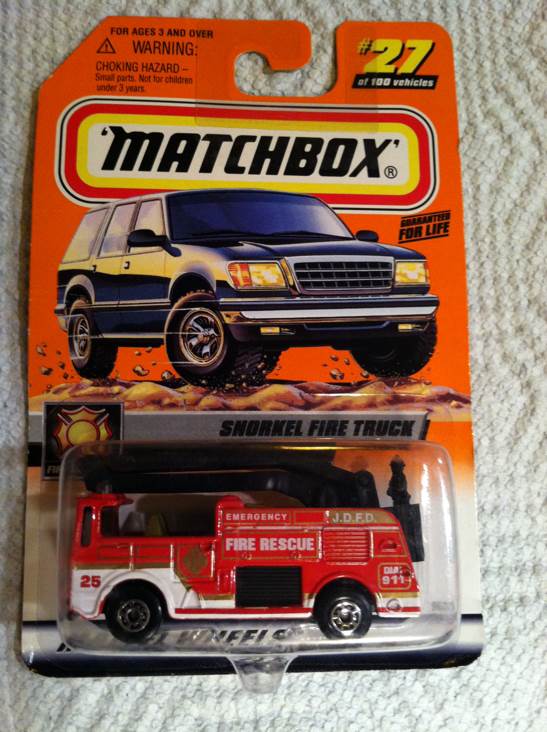 FOR AGES 3 AND OVER
WARNING:
CHOKING HAZARD –
Small parts. Not for children
under 3 years.
#27
of 100 vehicles
'MATCHBOX'®
GUARANTEED
FOR LIFE
SNORKEL FIRE TRUCK
EMERGENCY
J.D.F.D.
FIRE RESCUE
25
DIAL
911
WHEELS